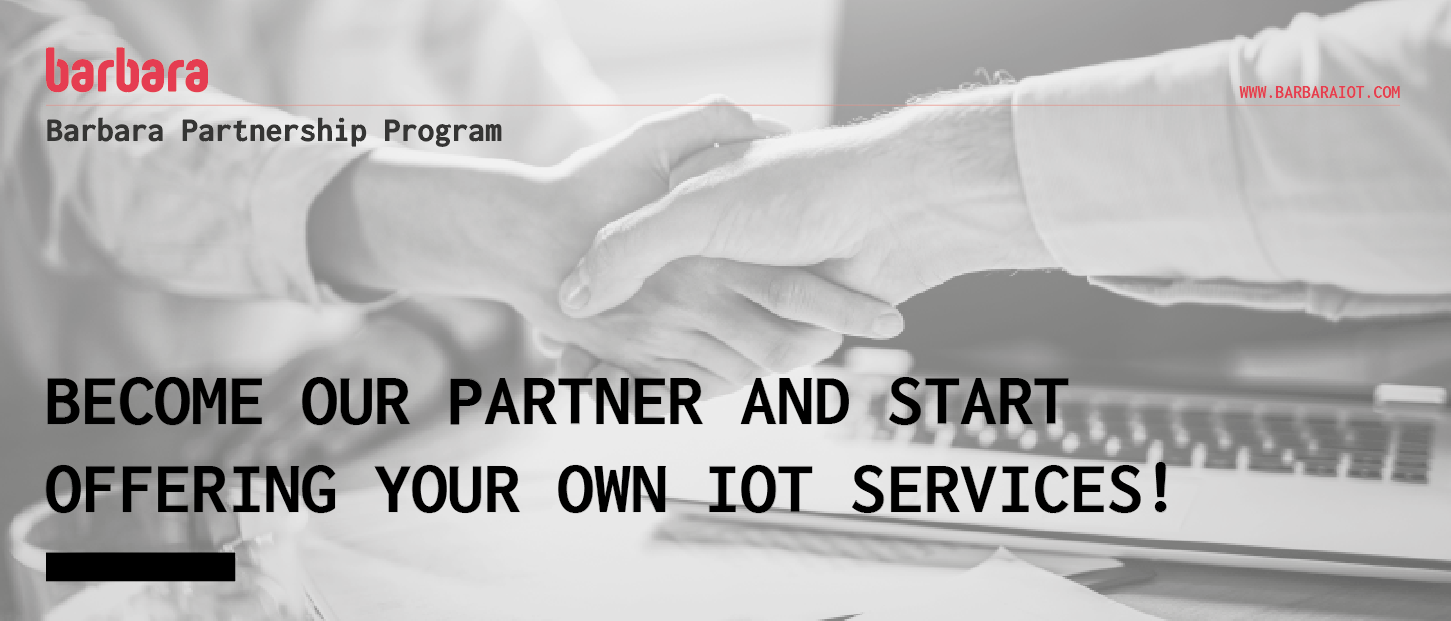 barbara
WWW.BARBARAIOT.COM
Barbara Partnership Program
BECOME OUR PARTNER AND START
OFFERING YOUR OWN IOT SERVICES!